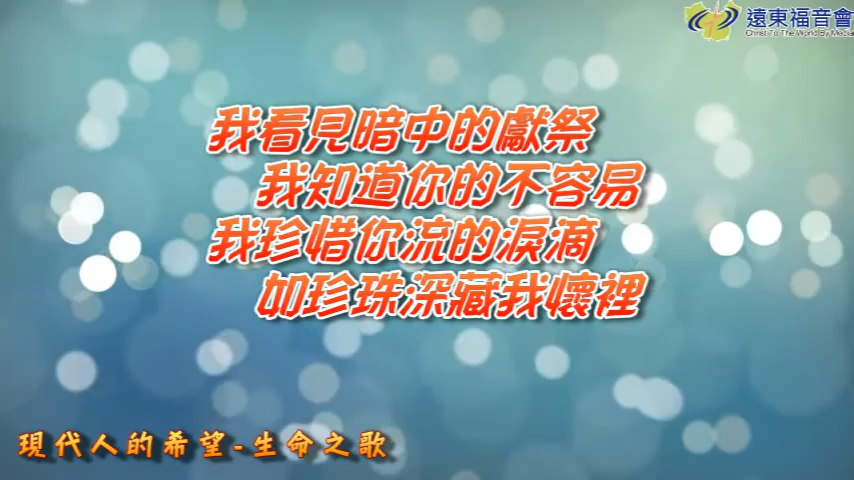 遠東福音會
Christ To The World By Media
我看見暗中的獻祭
我知道你的不容易
我珍惜你流的淚滴
如珍珠深藏我懷裡
現代人的希望-生命之歌